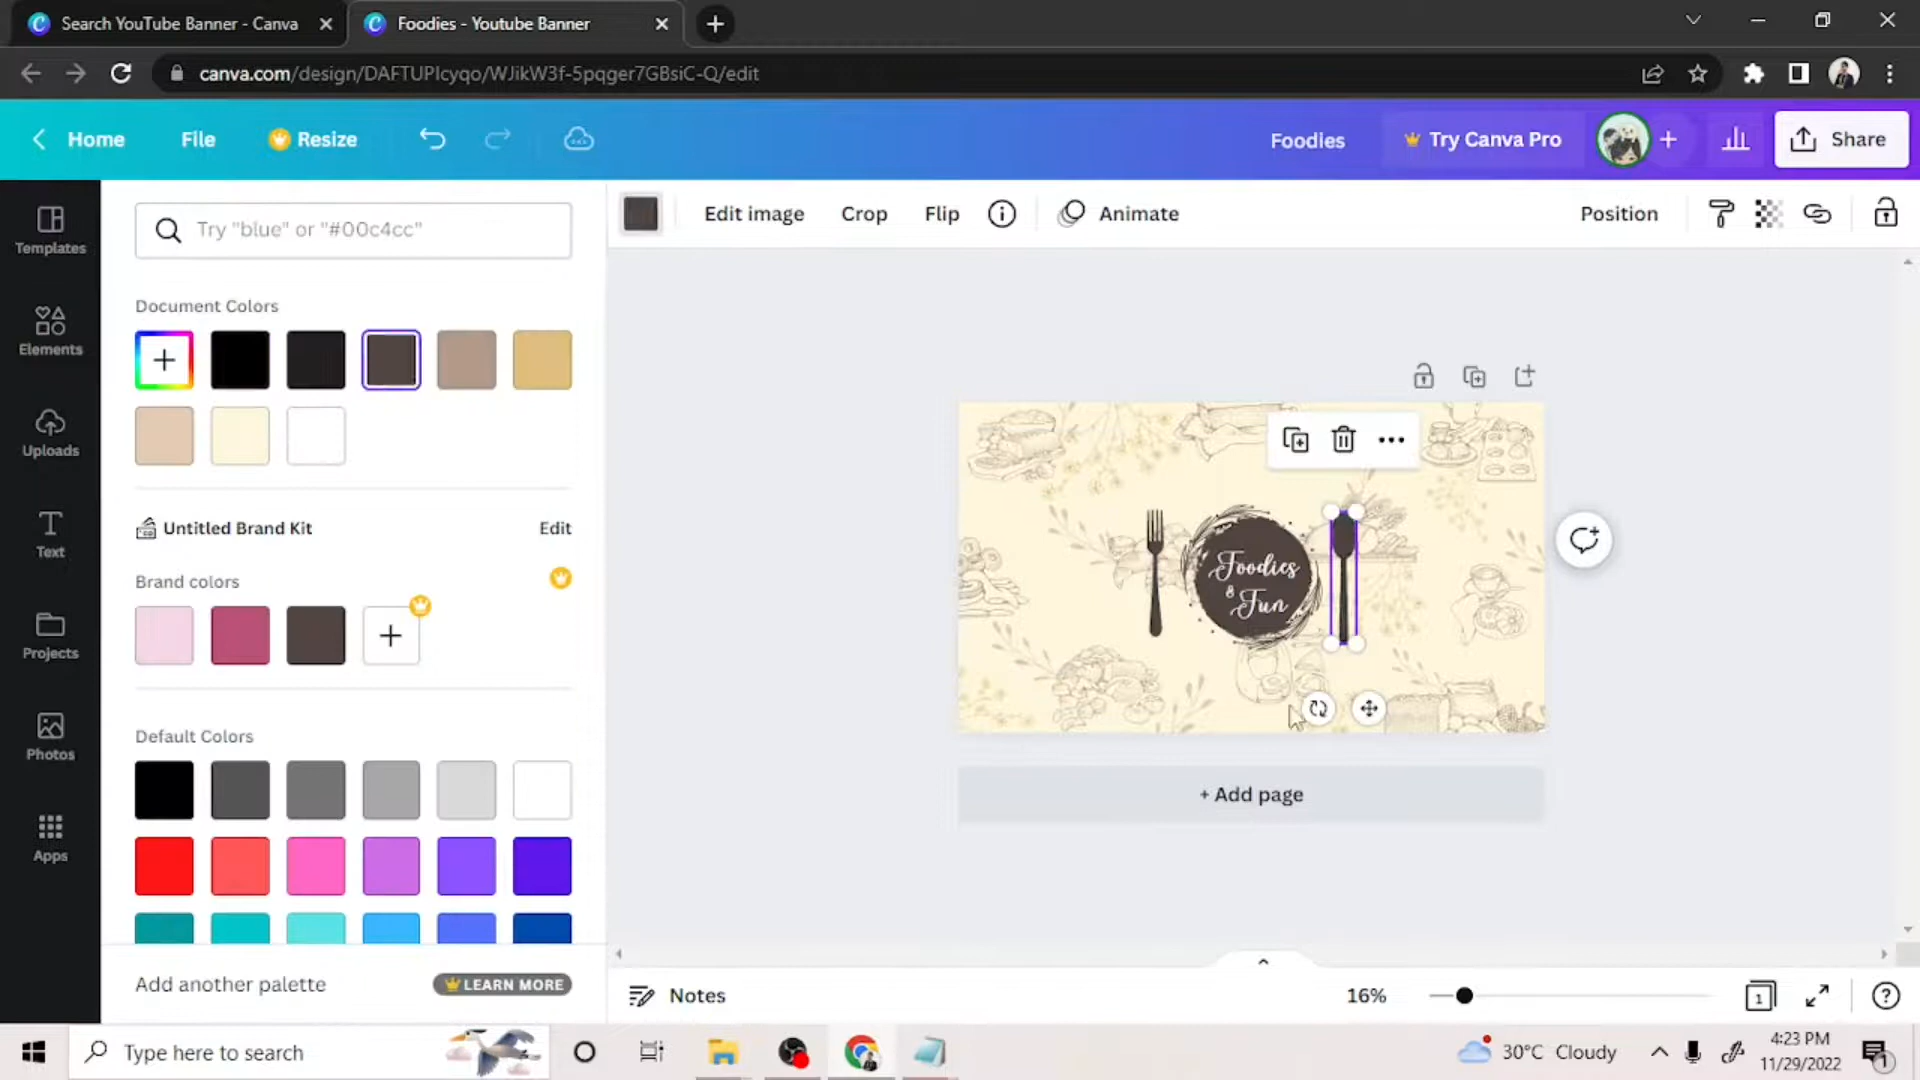 Search YouTube Banner - Canva
Foodies - Youtube Banner
canva.com/design/DAFTUPlcyqo/WJikW3f-5pqger7GBsiC-Q/edit
Home
File
Resize
Foodies
Try Canva Pro
Share
Templates
Elements
Uploads
Text
Projects
Photos
Apps
Try "blue" or "#00c4cc"
Document Colors
Untitled Brand Kit
Edit
Brand colors
Default Colors
Add another palette
LEARN MORE
Edit image
Crop
Flip
Animate
Position
Foodies
&
Fun
+ Add page
Notes
16%
1
Type here to search
30°C Cloudy
4:23 PM
11/29/2022
1